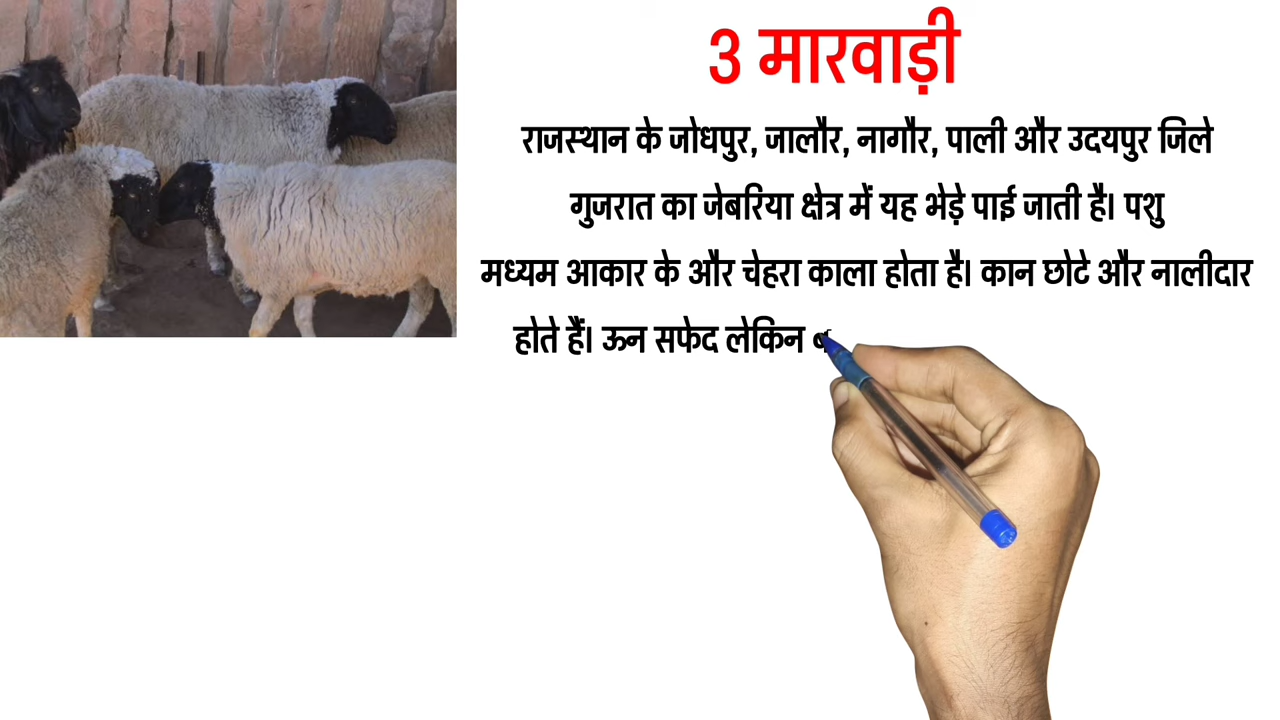 3 मारवाड़ी
राजस्थान के जोधपुर, जालौर, नागौर, पाली और उदयपुर जिले
गुजरात का जेबरिया क्षेत्र में यह भेड़े पाई जाती है। पशु
मध्यम आकार के और चेहरा काला होता है। कान छोटे और नालीदार
होते हैं। ऊन सफेद लेकिन